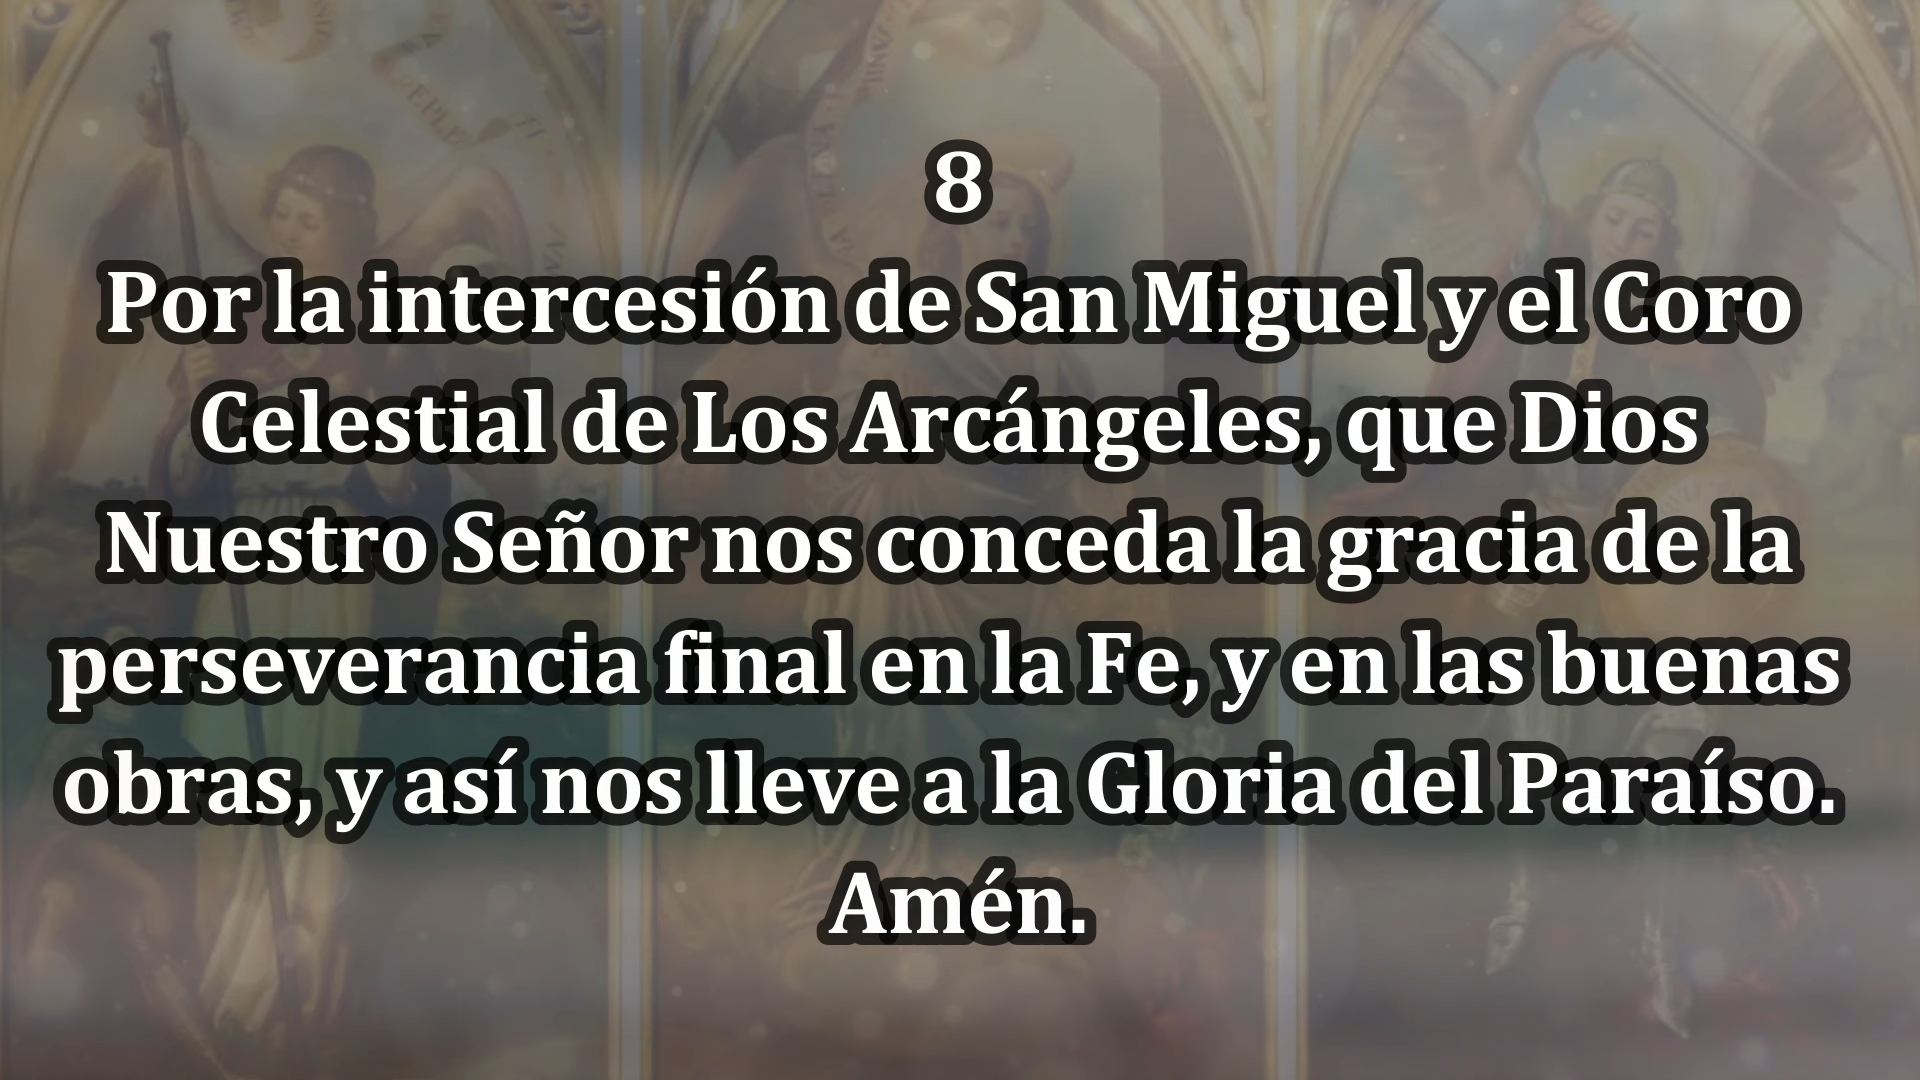 8
Por la intercesión de San Miguel y el Coro
Celestial de Los Arcángeles, que Dios
Nuestro Señor nos conceda la gracia de la
perseverancia final en la Fe, y en las buenas
obras, y así nos lleve a la Gloria del Paraíso.
Amén.